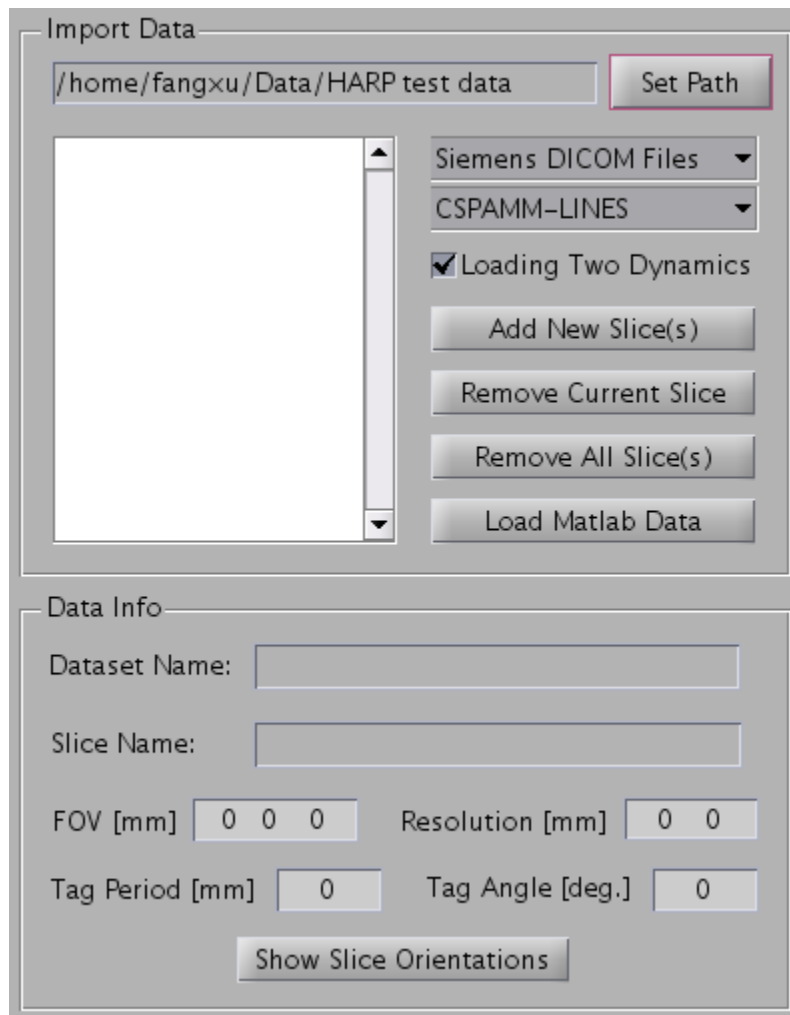 Import Data
/home/fangxu/Data/HARP test data
Set Path
Siemens DICOM Files
CSPAMM-LINES
Loading Two Dynamics
Add New Slice(s)
Remove Current Slice
Remove All Slice(s)
Load Matlab Data
Data Info
Dataset Name:
Slice Name:
FOV [mm] 0 0 0 Resolution [mm] 0 0
Tag Period [mm] 0 Tag Angle [deg.] 0
Show Slice Orientations